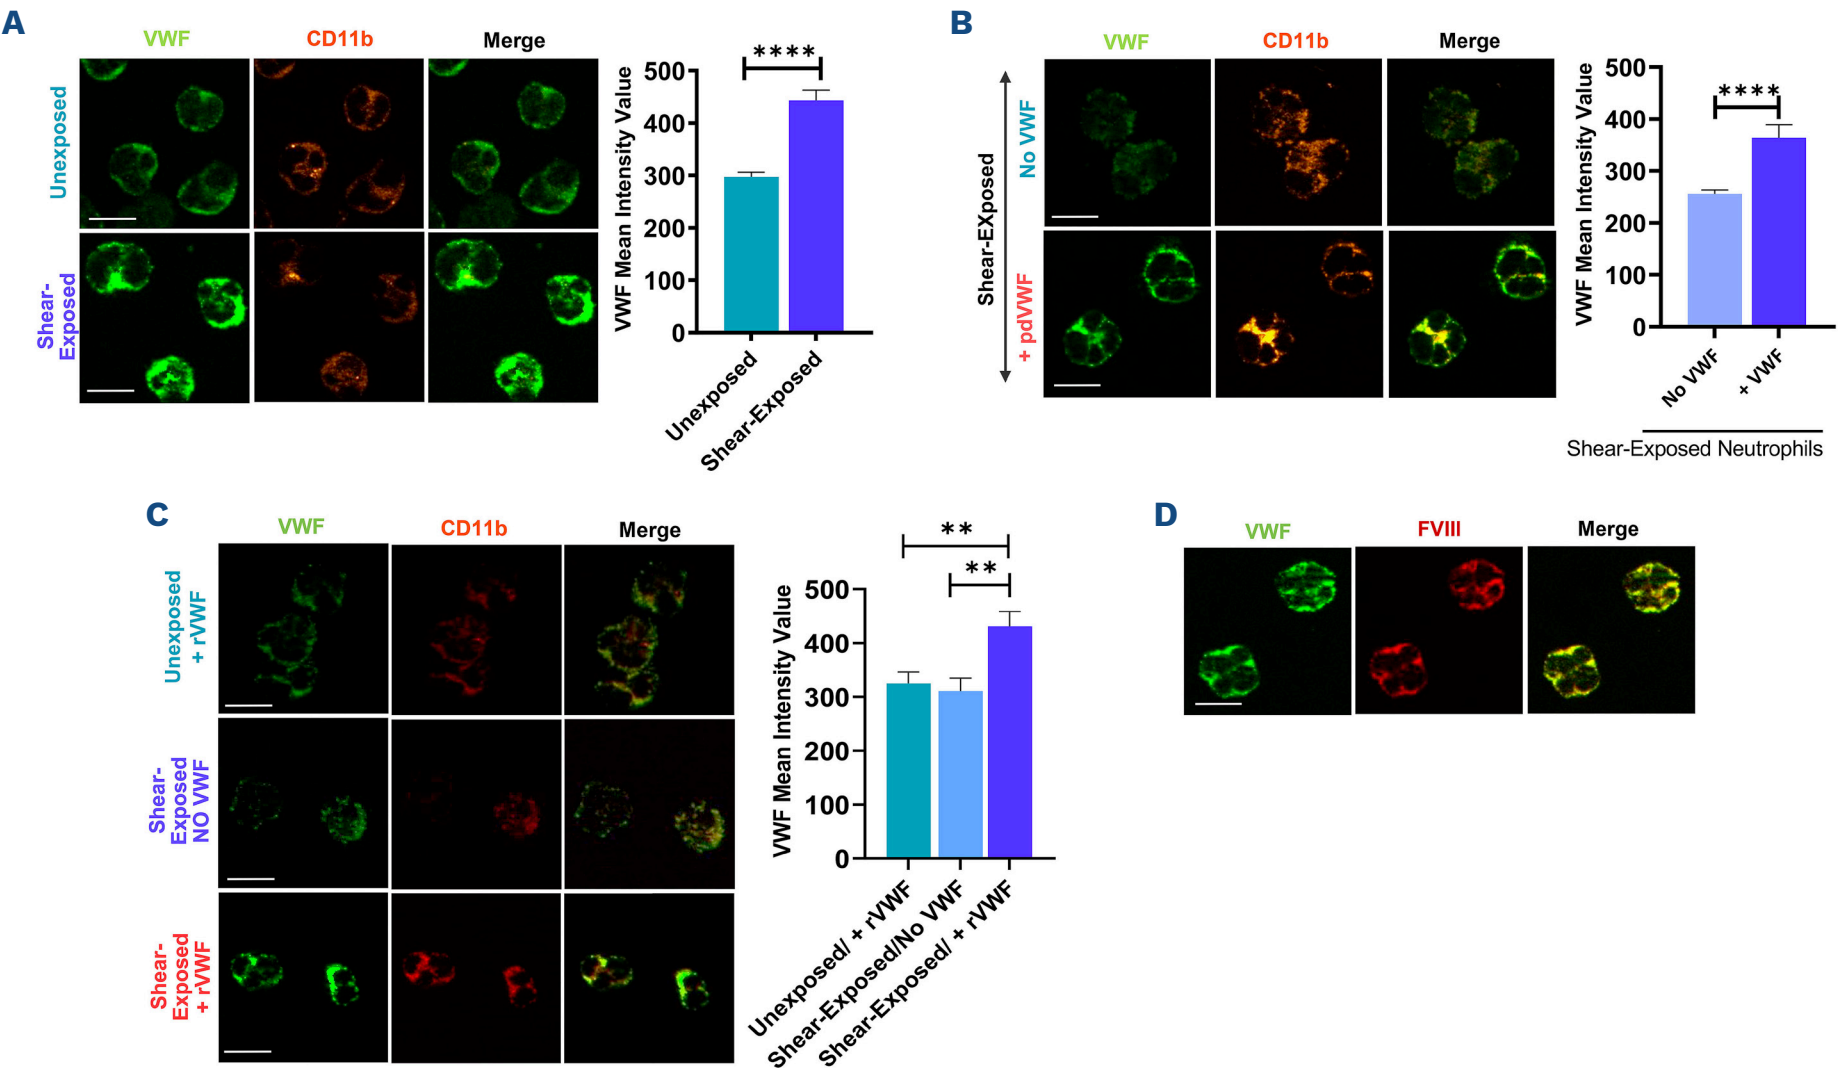 A
VWF
CD11b
Merge
Unexposed
Shear-
Exposed
VWF Mean Intensity Value
500
400
300
200
100
0
****
Unexposed
Shear-Exposed
B
VWF
CD11b
Merge
Shear-EXposed
No VWF
+ pdVWF
VWF Mean Intensity Value
500
400
300
200
100
0
****
No VWF
+ VWF
Shear-Exposed Neutrophils
C
VWF
CD11b
Merge
Unexposed
+ rVWF
Shear-
Exposed
NO VWF
Shear-
Exposed
+ rVWF
VWF Mean Intensity Value
500
400
300
200
100
0
**
**
Unexposed/ + rVWF
Shear-Exposed/No VWF
Shear-Exposed/ + rVWF
D
VWF
FVIII
Merge